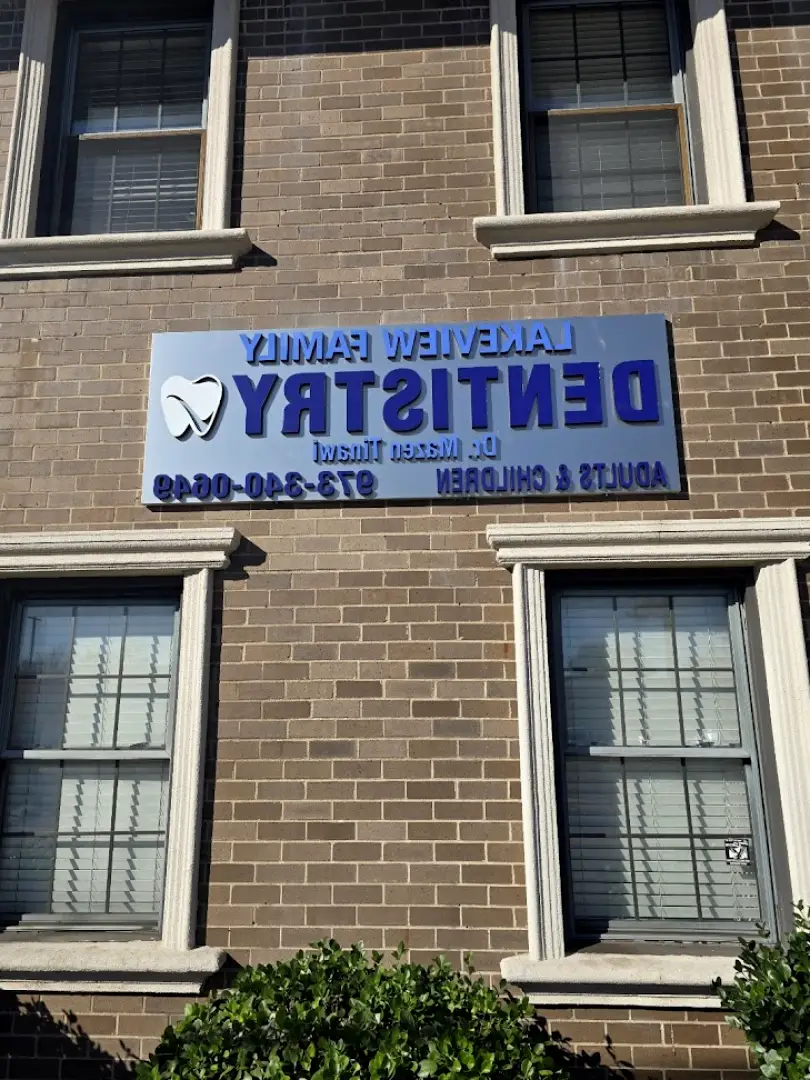 LAKEVIEW FAMILY
DENTISTRY
Dr. Mazen Tinawi
ADULTS & CHILDREN 973-340-0649